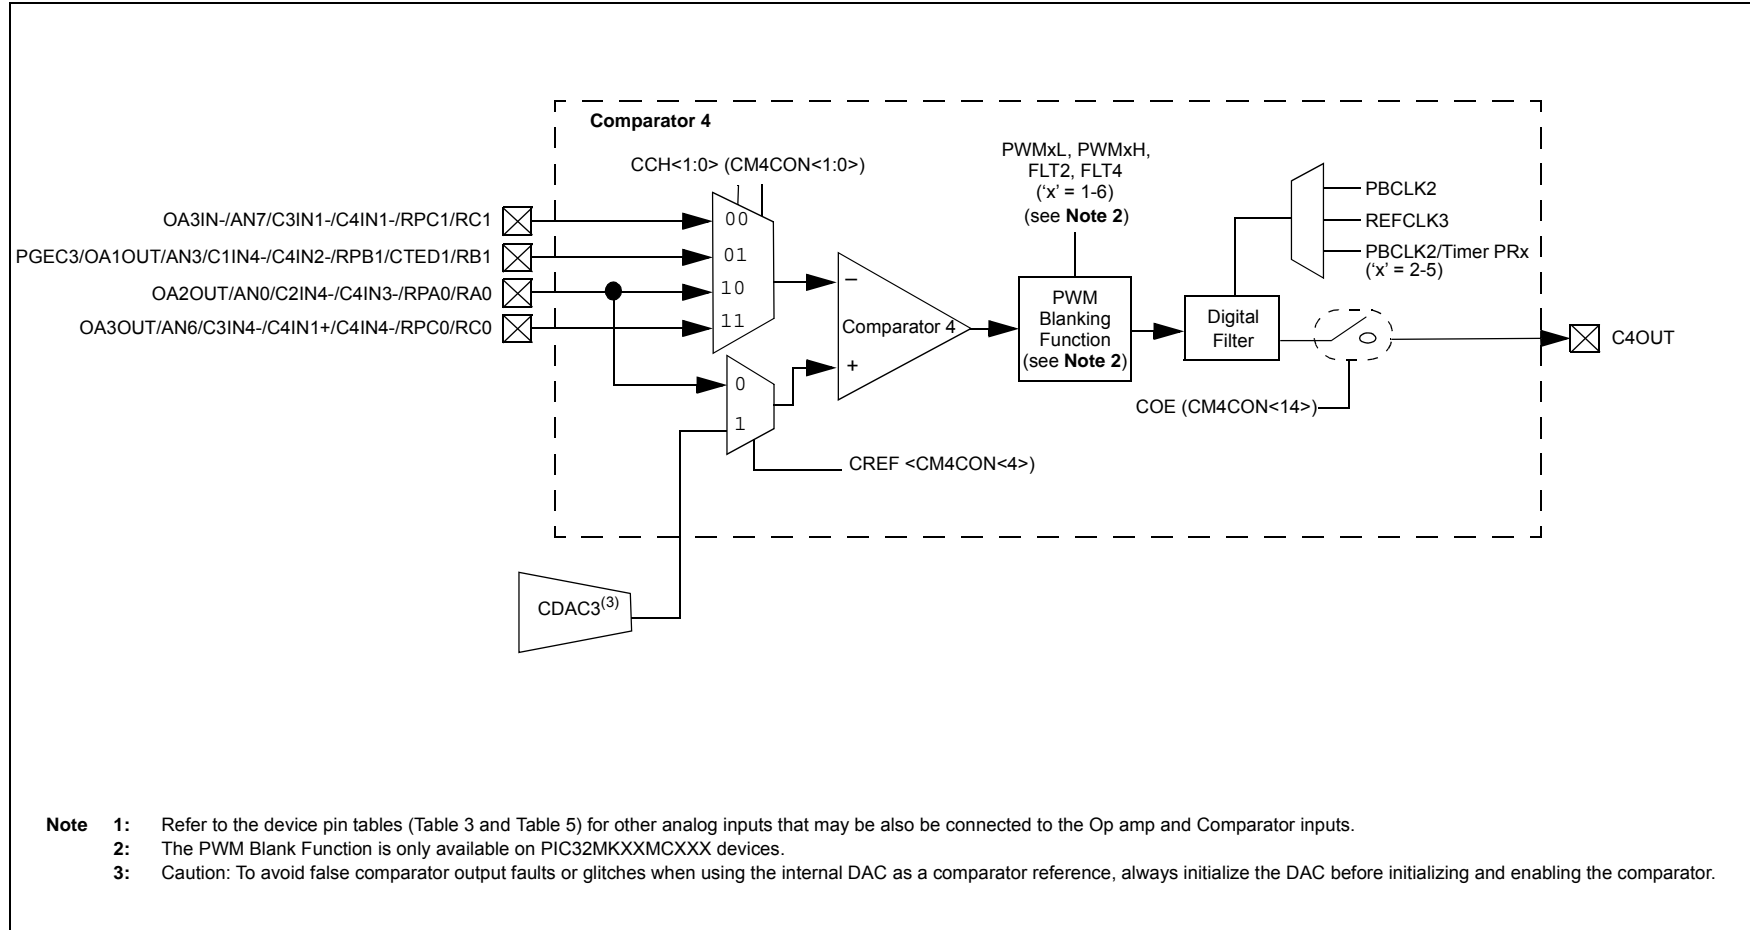 Comparator 4
CCH<1:0> (CM4CON<1:0>)
PWMxL, PWMxH,
FLT2, FLT4
(‘x’ = 1-6)
(see Note 2)
PBCLK2
REFCLK3
PBCLK2/Timer PRx
(‘x’ = 2-5)
OA3IN-/AN7/C3IN1-/C4IN1-/RPC1/RC1
PGEC3/OA1OUT/AN3/C1IN4-/C4IN2-/RPB1/CTED1/RB1
OA2OUT/AN0/C2IN4-/C4IN3-/RPA0/RA0
OA3OUT/AN6/C3IN4-/C4IN1+/C4IN4-/RPC0/RC0
00
01
10
11
–
Comparator 4
+
PWM
Blanking
Function
(see Note 2)
Digital
Filter
C4OUT
0
1
COE (CM4CON<14>)
CREF <CM4CON<4>)
CDAC3(3)
Note 1: Refer to the device pin tables (Table 3 and Table 5) for other analog inputs that may be also be connected to the Op amp and Comparator inputs.
2: The PWM Blank Function is only available on PIC32MKXXMCXXX devices.
3: Caution: To avoid false comparator output faults or glitches when using the internal DAC as a comparator reference, always initialize the DAC before initializing and enabling the comparator.